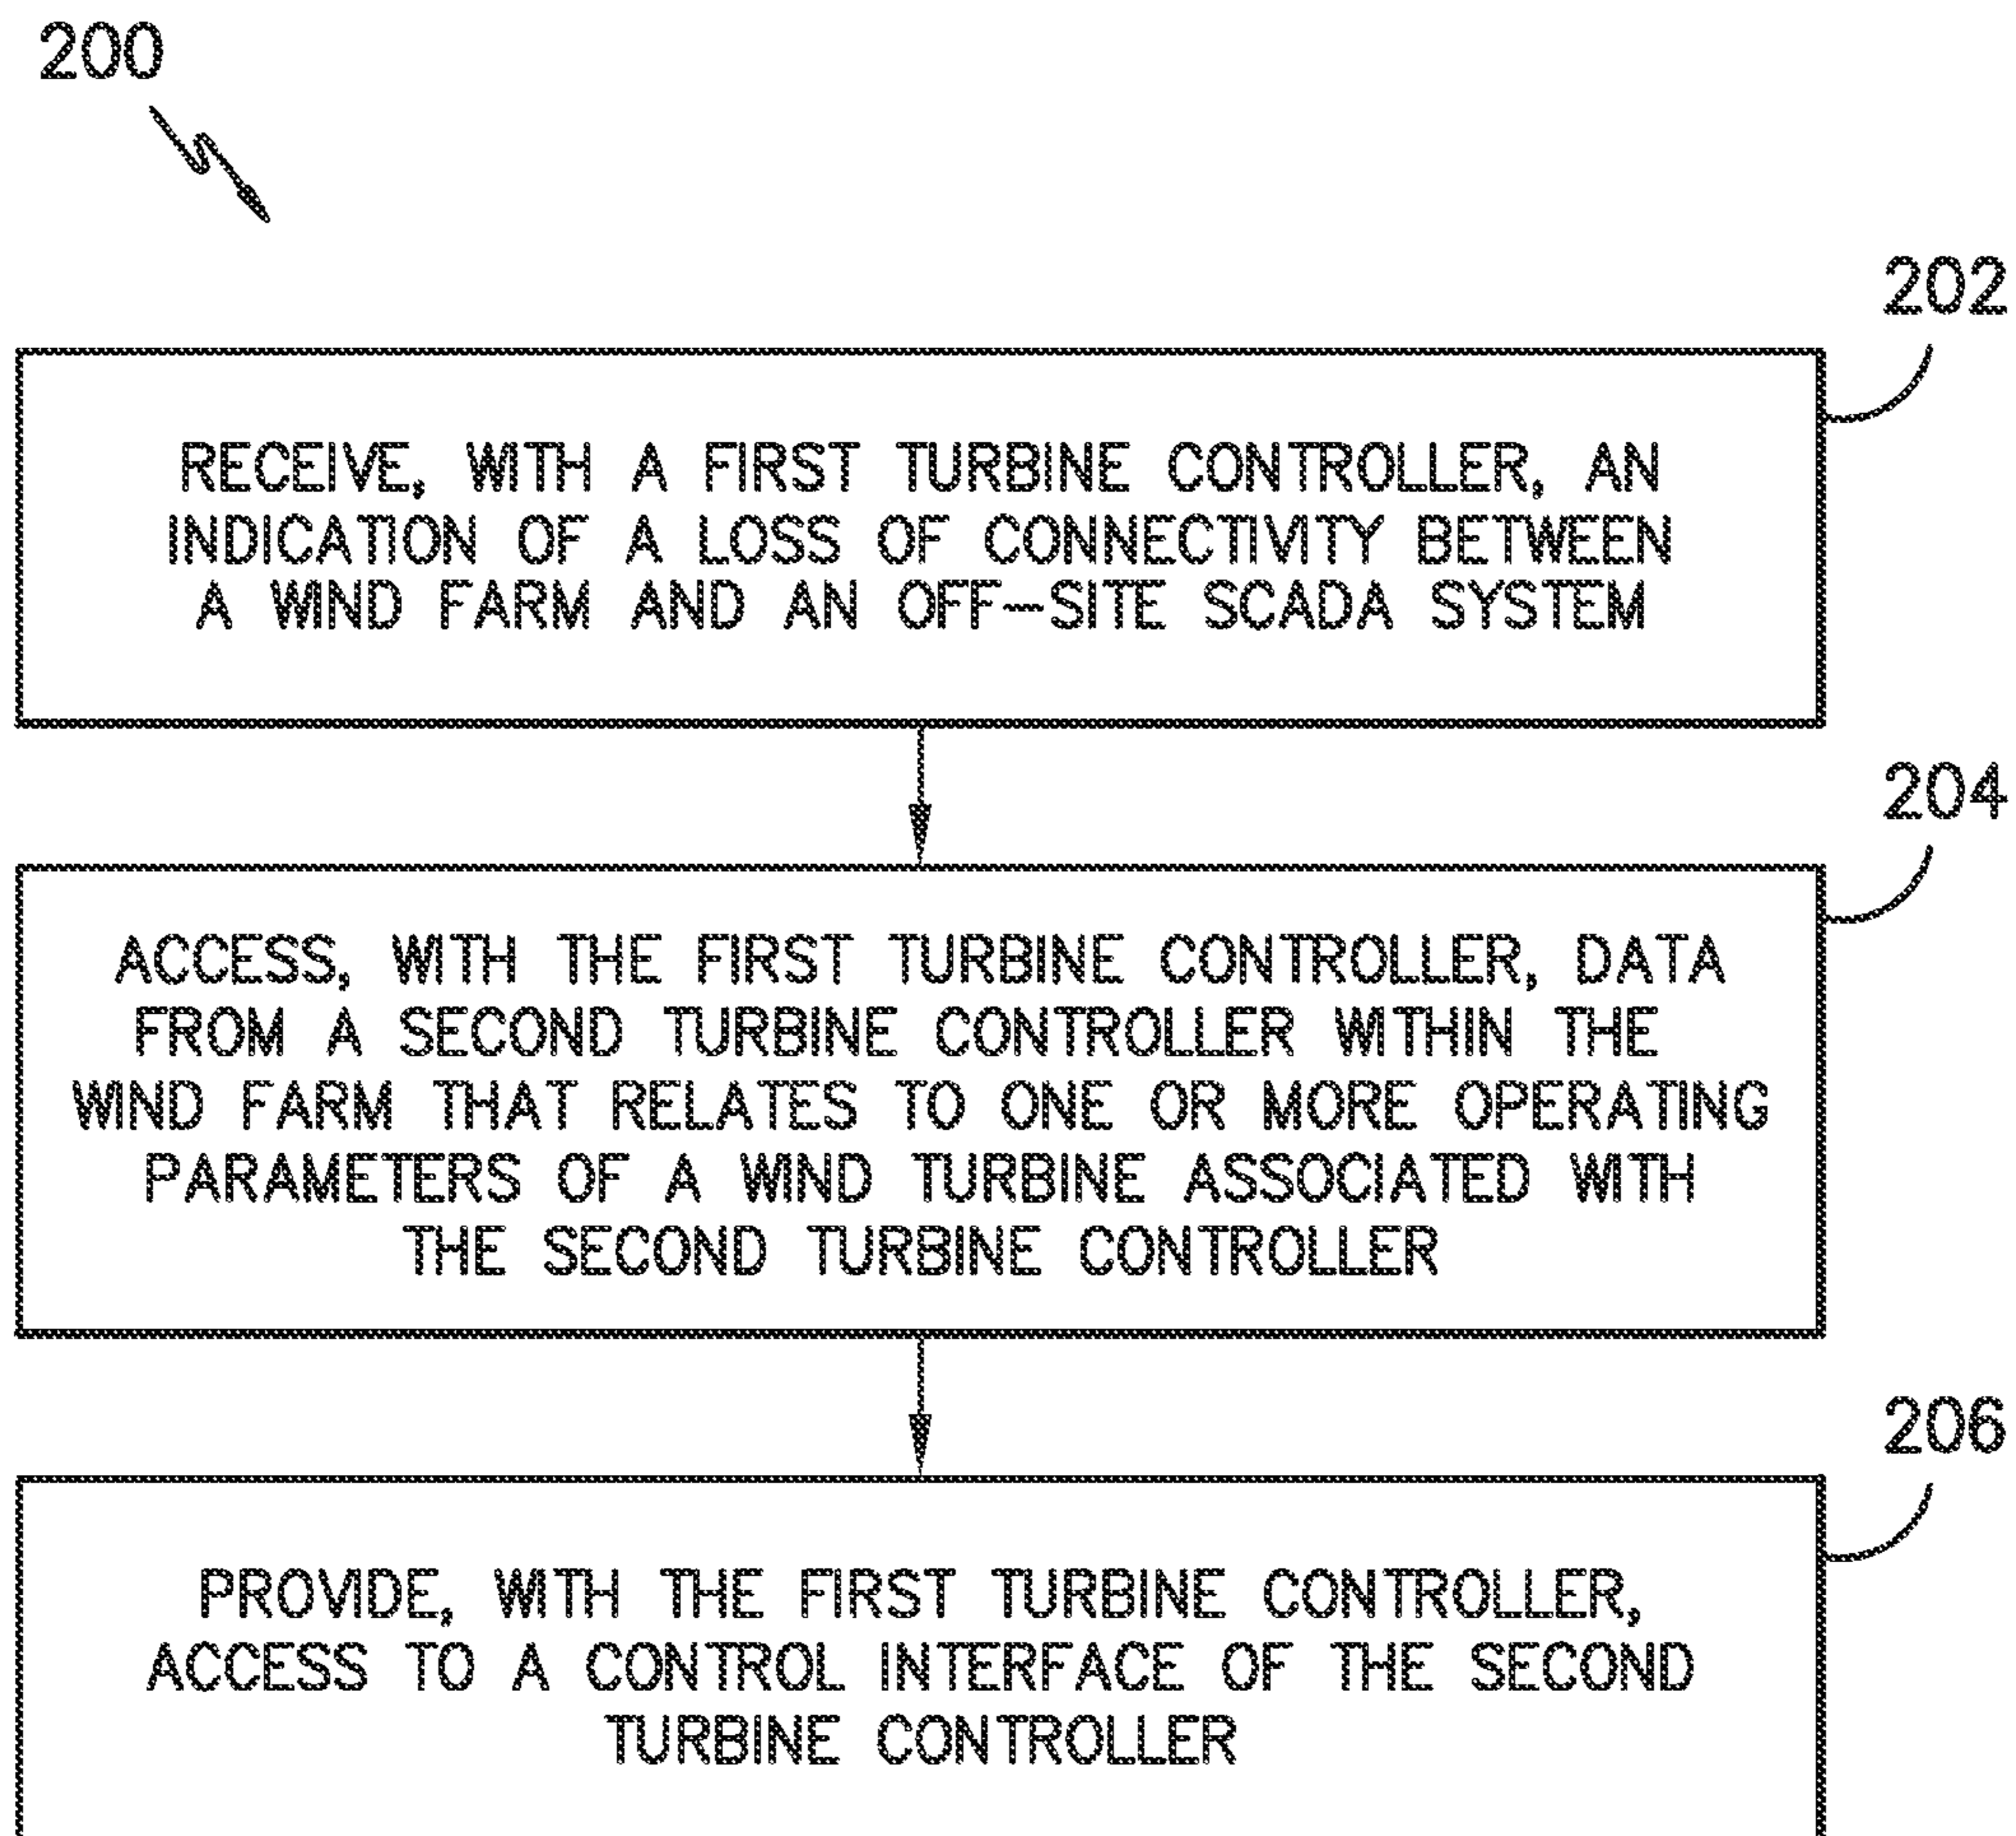 200
202
RECEIVE, WITH A FIRST TURBINE CONTROLLER, AN
INDICATION OF A LOSS OF CONNECTIVITY BETWEEN
A WIND FARM AND AN OFF-SITE SCADA SYSTEM
204
ACCESS, WITH THE FIRST TURBINE CONTROLLER, DATA
FROM A SECOND TURBINE CONTROLLER WITHIN THE
WIND FARM THAT RELATES TO ONE OR MORE OPERATING
PARAMETERS OF A WIND TURBINE ASSOCIATED WITH
THE SECOND TURBINE CONTROLLER
206
PROVIDE, WITH THE FIRST TURBINE CONTROLLER,
ACCESS TO A CONTROL INTERFACE OF THE SECOND
TURBINE CONTROLLER